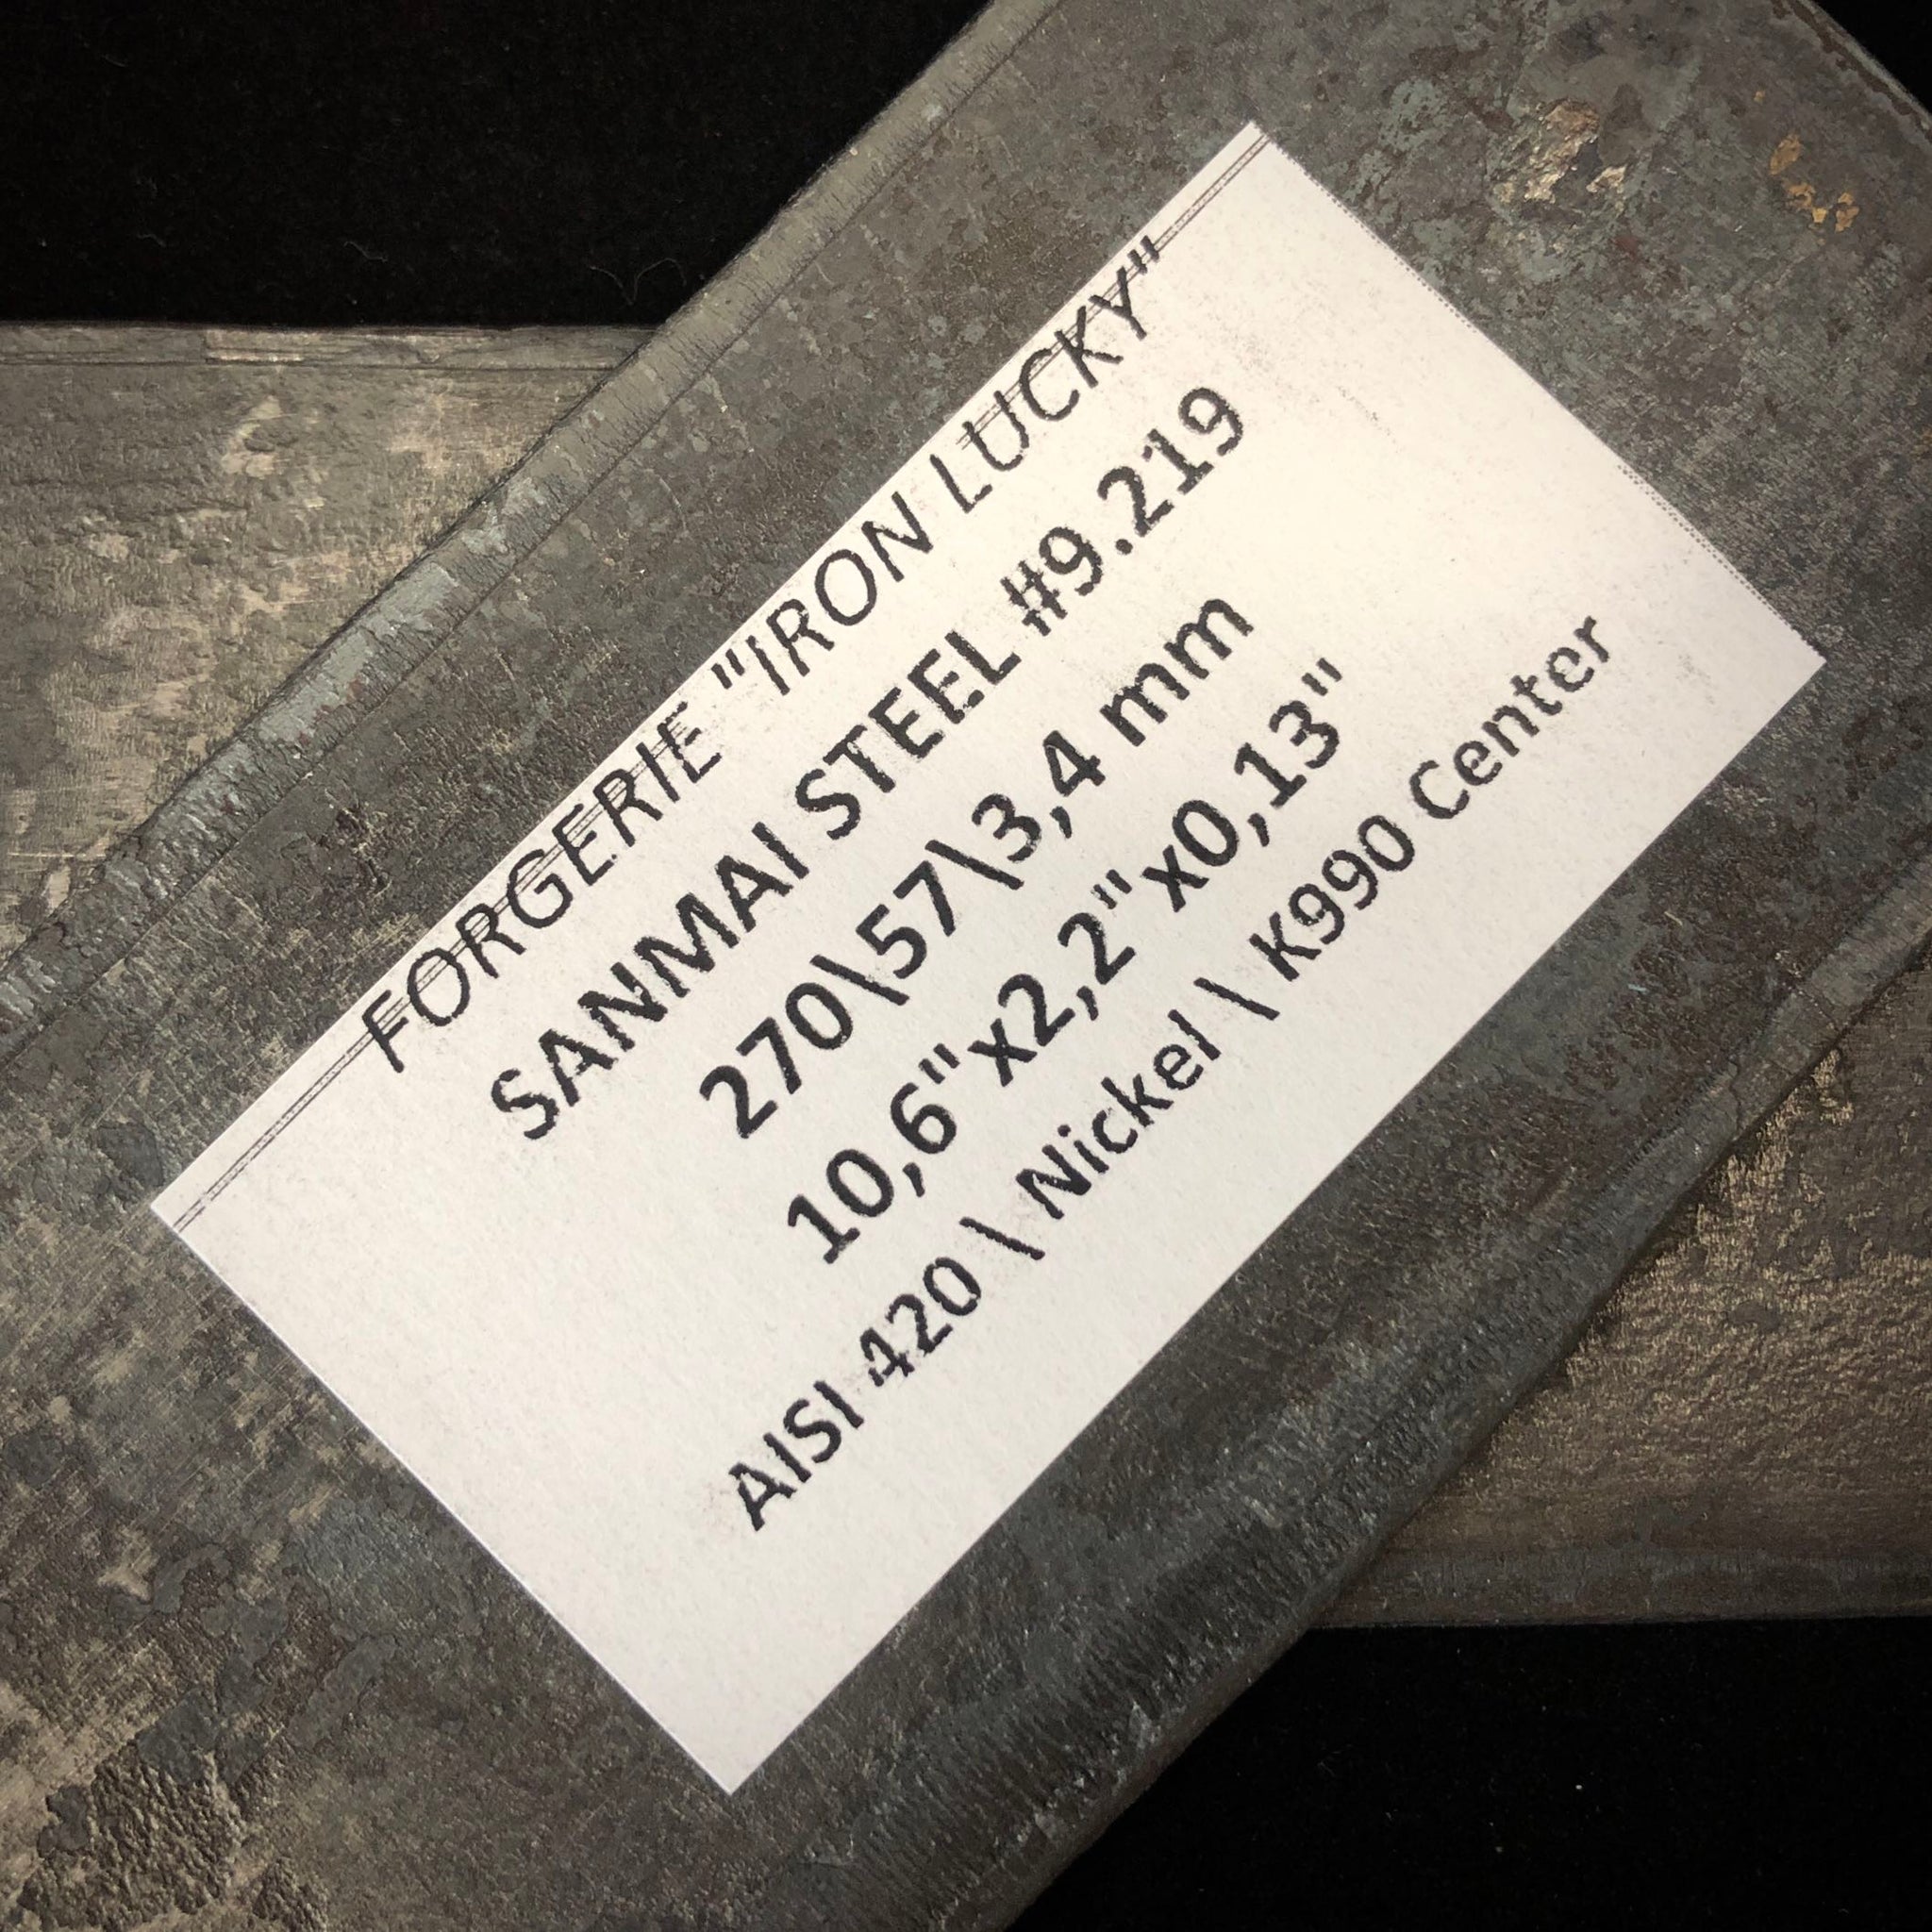 FORGERIE "IRON LUCKY"
SANMAI STEEL #9.219
270\57\3,4 mm
10,6"x2,2"x0,13"
AISI 420 \ Nickel \ K990 Center